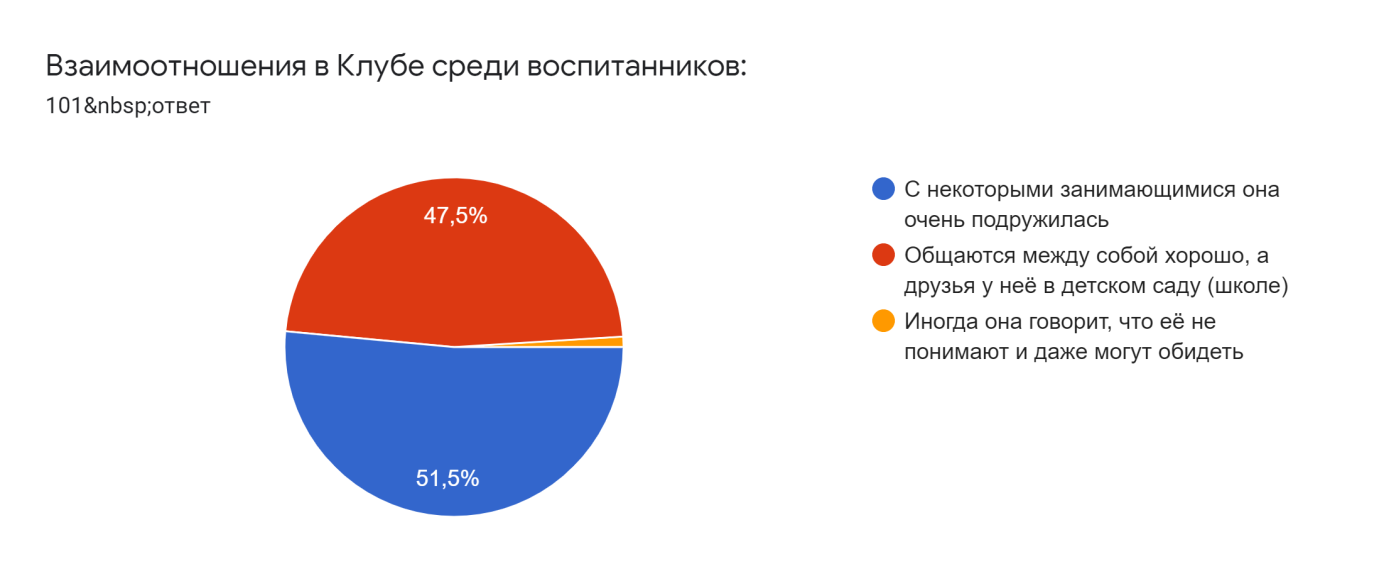 Взаимоотношения в Клубе среди воспитанников:
101&nbsp;ответ
47,5%
51,5%
С некоторыми занимающимися она
очень подружилась
Общаются между собой хорошо, а
друзья у неё в детском саду (школе)
Иногда она говорит, что её не
понимают и даже могут обидеть